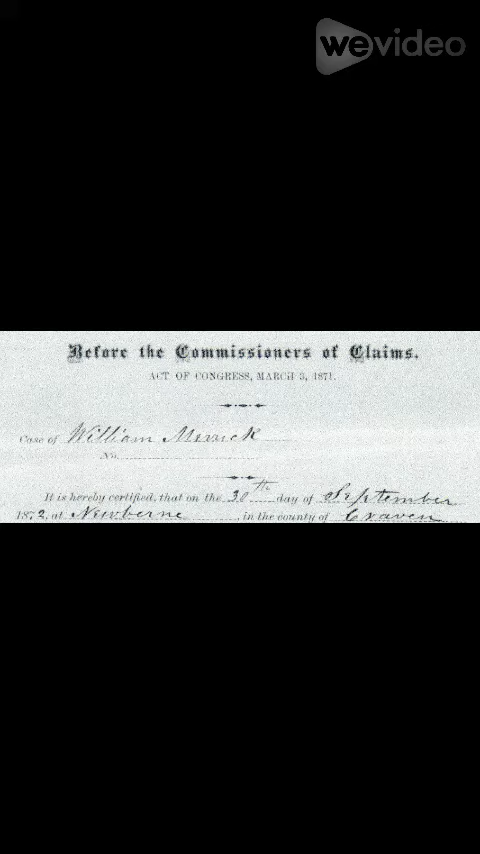 wevideo
Before the Commissioners of Claims.
ACT OF CONGRESS, MARCH 3, 1871.
Case of William Merrick
No.
It is hereby certified, that on the 30th day of September
1872, at Newberne, in the county of Craven